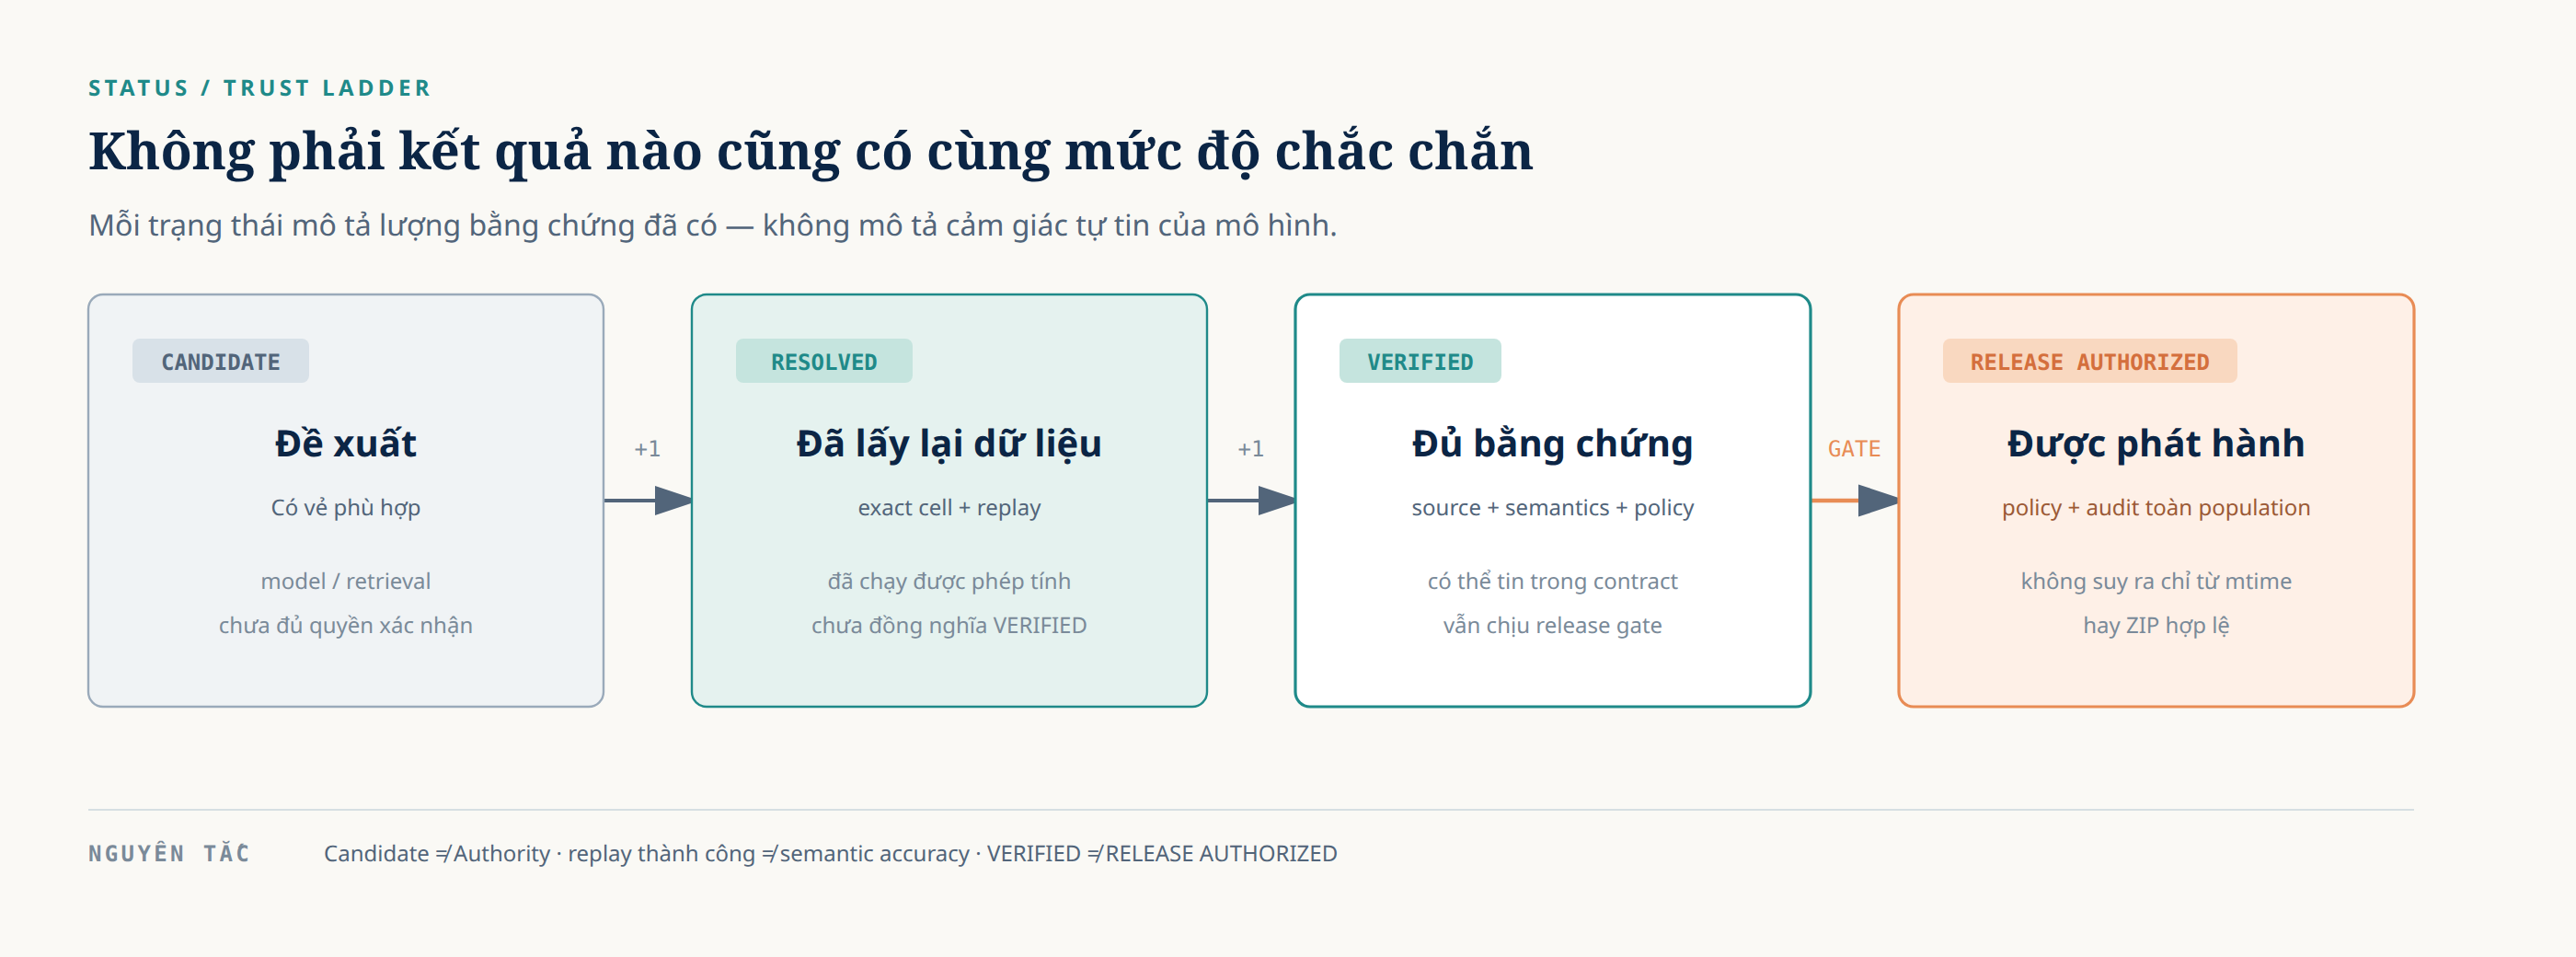 STATUS / TRUST LADDER
Không phải kết quả nào cũng có cùng mức độ chắc chắn
Mỗi trạng thái mô tả lượng bằng chứng đã có — không mô tả cảm giác tự tin của mô hình.
CANDIDATE
Đề xuất
Có vẻ phù hợp
model / retrieval
chưa đủ quyền xác nhận
+1
RESOLVED
Đã lấy lại dữ liệu
exact cell + replay
đã chạy được phép tính
chưa đồng nghĩa VERIFIED
+1
VERIFIED
Đủ bằng chứng
source + semantics + policy
có thể tin trong contract
vẫn chịu release gate
GATE
RELEASE AUTHORIZED
Được phát hành
policy + audit toàn population
không suy ra chỉ từ mtime
hay ZIP hợp lệ
NGUYÊN TẮC
Candidate ≠ Authority · replay thành công ≠ semantic accuracy · VERIFIED ≠ RELEASE AUTHORIZED